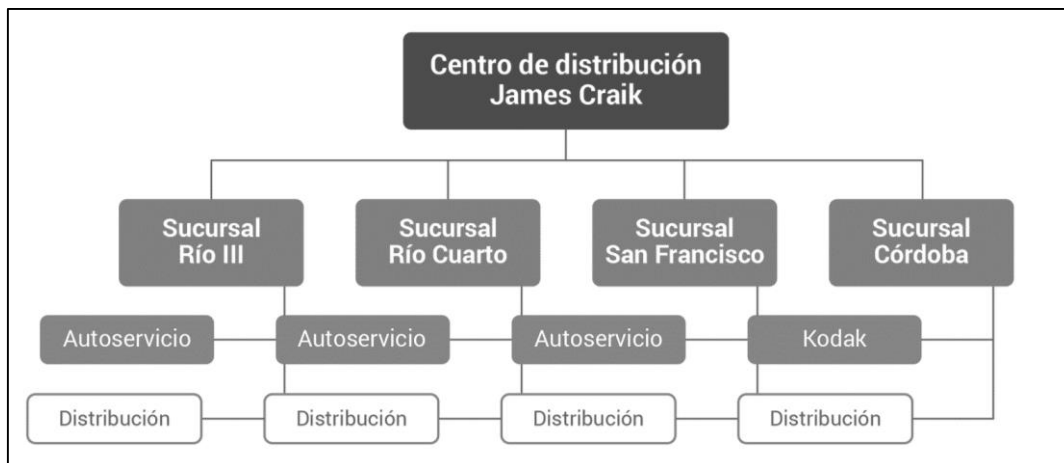 Centro de distribución
James Craik
Sucursal
Río III
Sucursal
Río Cuarto
Sucursal
San Francisco
Sucursal
Córdoba
Autoservicio
Autoservicio
Autoservicio
Kodak
Distribución
Distribución
Distribución
Distribución